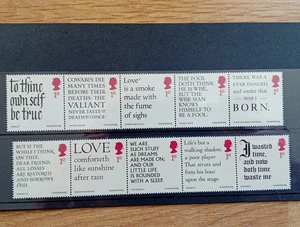 to thine
own self
be true
COWARDS DIE
MANY TIMES
BEFORE THEIR
DEATHS: THE
VALIANT
NEVER TASTE OF
DEATH BUT ONCE
Love
is a smoke
made with
the fume
of sighs
THE FOOL
DOTH THINK
HE IS WISE,
BUT THE
WISE MAN
KNOWS
HIMSELF TO
BE A FOOL
THERE WAS A
STAR DANCED,
and under that
WAS I
BORN.
BUT IF THE
WHILE I THINK
ON THEE,
DEAR FRIEND,
ALL LOSSES
ARE RESTORED
AND SORROWS
END.
LOVE
comforteth
like sunshine
after rain
WE ARE
SUCH STUFF
AS DREAMS
ARE MADE ON;
AND OUR
LITTLE LIFE
IS ROUNDED
WITH A SLEEP.
Life's but a
walking shadow,
a poor player
That struts and
frets his hour
upon the stage
I wasted
time,
and now
doth time
waste me